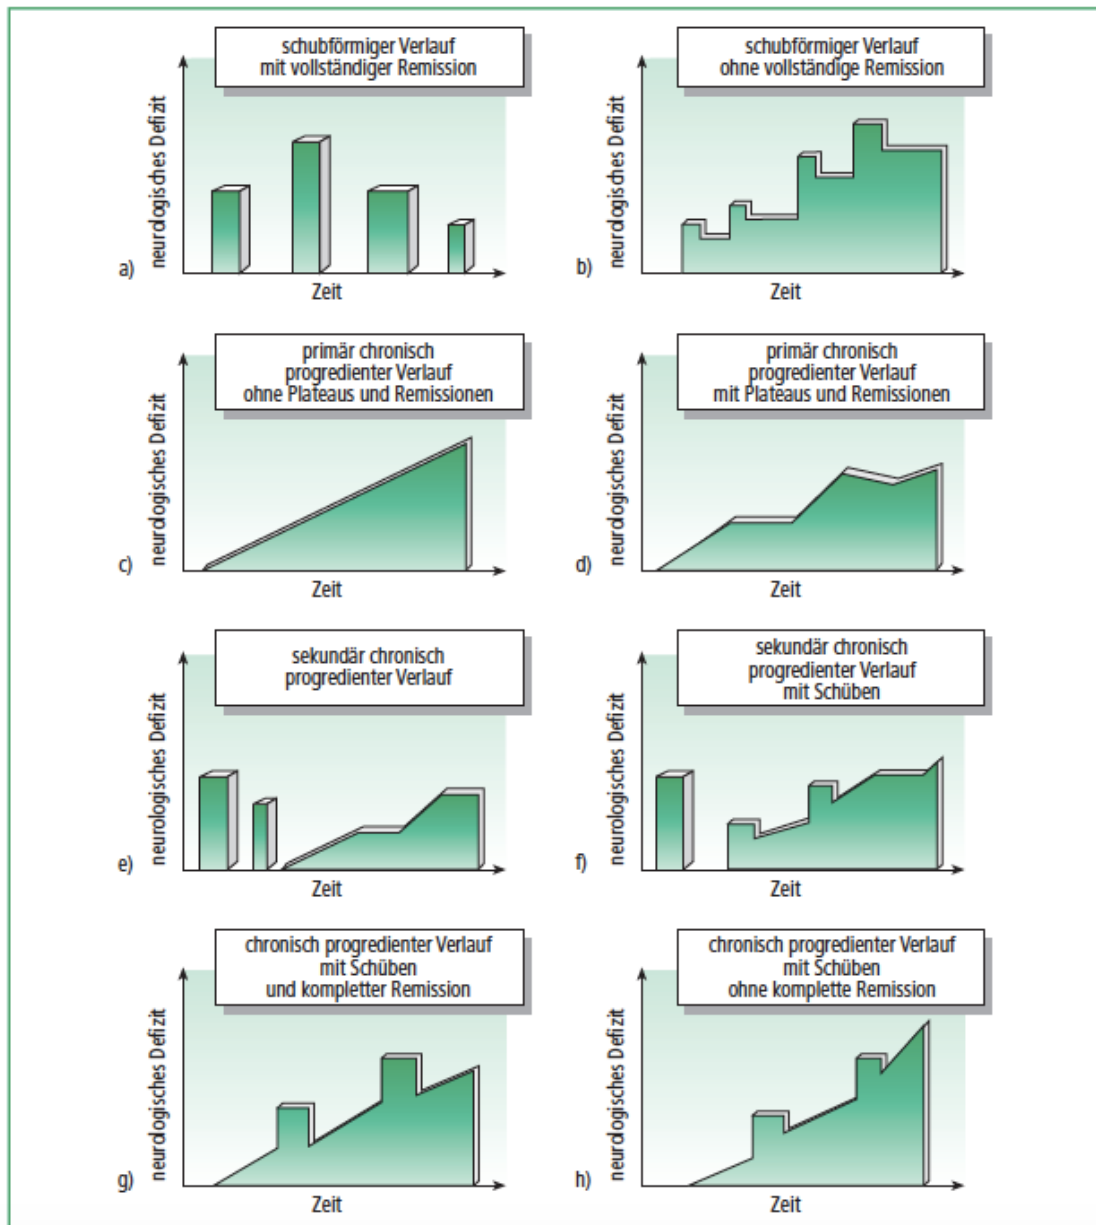 schubförmiger Verlauf
mit vollständiger Remission
neurologisches Defizit
a)
Zeit
schubförmiger Verlauf
ohne vollständige Remission
neurologisches Defizit
b)
Zeit
primär chronisch
progredienter Verlauf
ohne Plateaus und Remissionen
neurologisches Defizit
c)
Zeit
primär chronisch
progredienter Verlauf
mit Plateaus und Remissionen
neurologisches Defizit
d)
Zeit
sekundär chronisch
progredienter Verlauf
neurologisches Defizit
e)
Zeit
sekundär chronisch
progredienter Verlauf
mit Schüben
neurologisches Defizit
f)
Zeit
chronisch progredienter Verlauf
mit Schüben
und kompletter Remission
neurologisches Defizit
g)
Zeit
chronisch progredienter Verlauf
mit Schüben
ohne komplette Remission
neurologisches Defizit
h)
Zeit